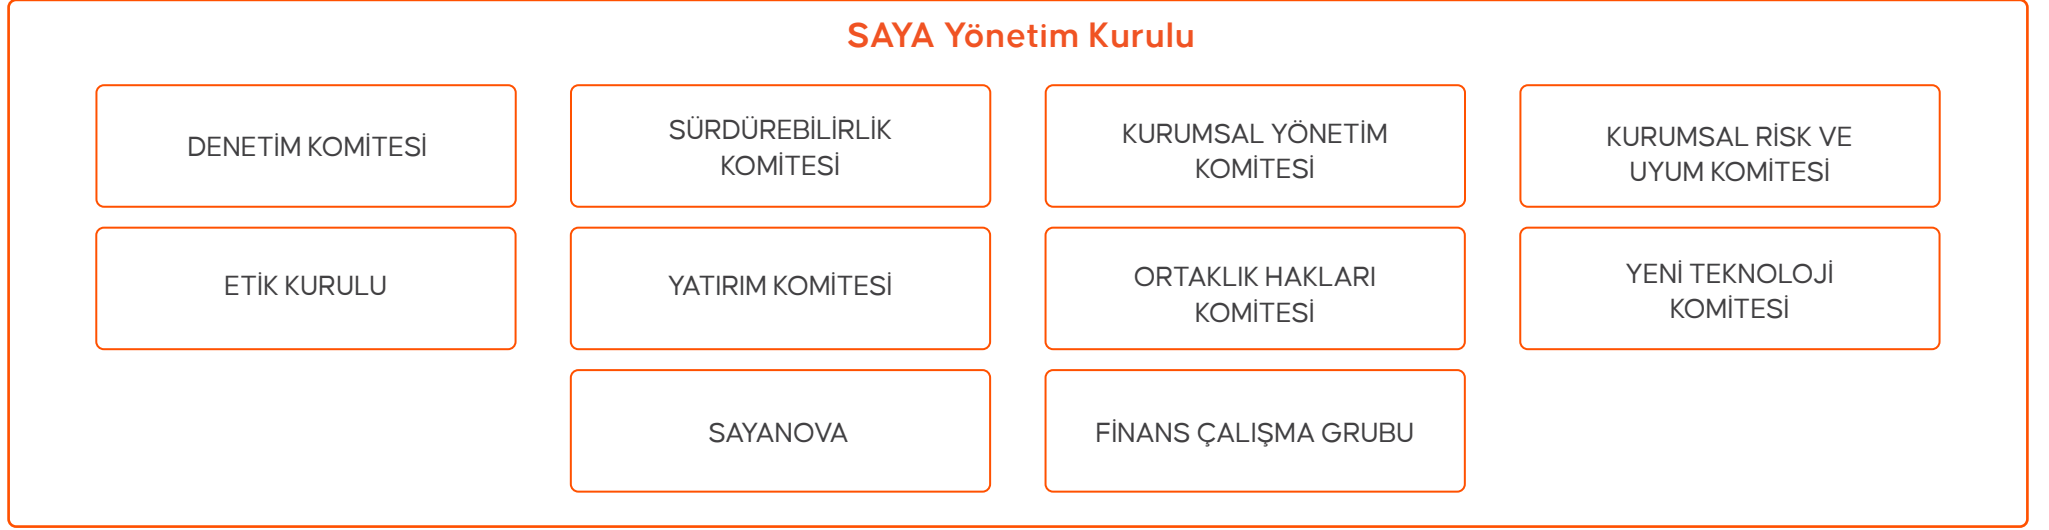 SAYA Yönetim Kurulu
DENETİM KOMİTESİ
SÜRDÜREBİLİRLİK
KOMİTESİ
KURUMSAL YÖNETİM
KOMİTESİ
KURUMSAL RİSK VE
UYUM KOMİTESİ
ETİK KURULU
YATIRIM KOMİTESİ
ORTAKLIK HAKLARI
KOMİTESİ
YENİ TEKNOLOJİ
KOMİTESİ
SAYANOVA
FİNANS ÇALIŞMA GRUBU